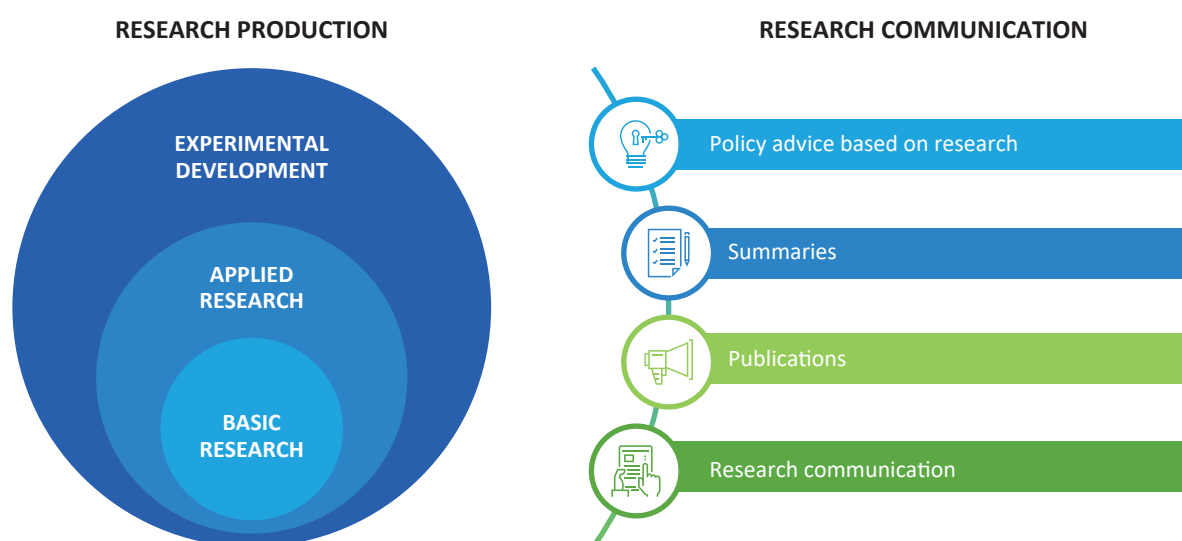 RESEARCH PRODUCTION
EXPERIMENTAL
DEVELOPMENT
APPLIED
RESEARCH
BASIC
RESEARCH
RESEARCH COMMUNICATION
Policy advice based on research
Summaries
Publications
Research communication